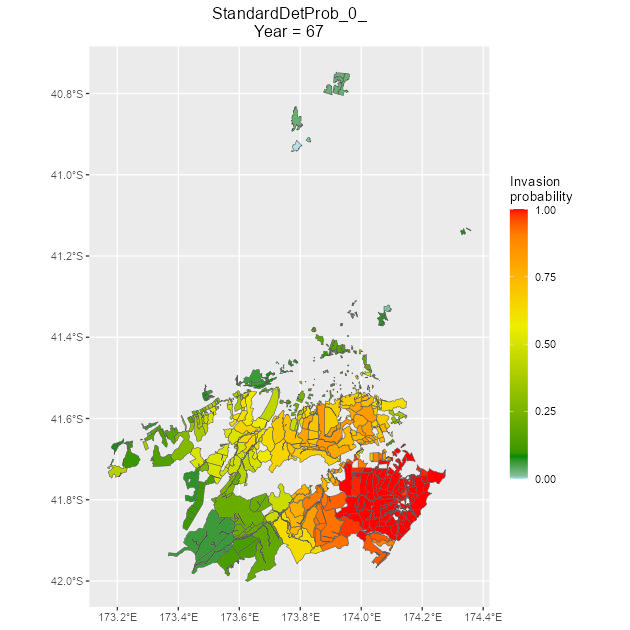 StandardDetProb_0_
Year = 67
40.8°S
41.0°S
41.2°S
41.4°S
41.6°S
41.8°S
42.0°S
173.2°E 173.4°E 173.6°E 173.8°E 174.0°E 174.2°E 174.4°E
Invasion
probability
1.00
0.75
0.50
0.25
0.00